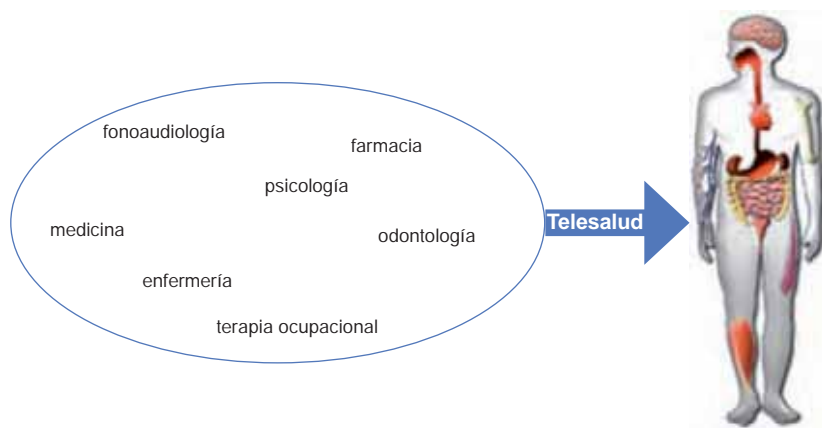 fonoaudiología
farmacia
psicología
medicina
odontología
enfermería
terapia ocupacional
Telesalud